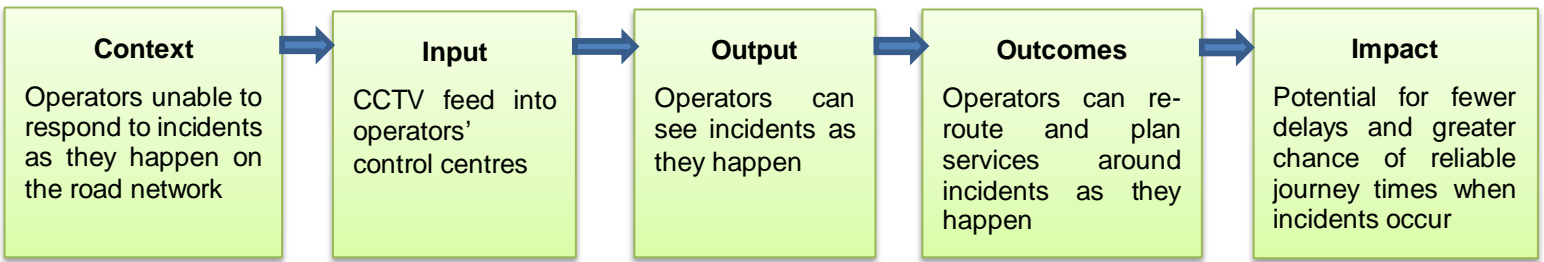 Context
Operators unable to
respond to incidents
as they happen on
the road network
Input
CCTV feed into
operators’
control centres
Output
Operators can
see incidents as
they happen
Outcomes
Operators can re-
route and plan
services around
incidents as they
happen
Impact
Potential for fewer
delays and greater
chance of reliable
journey times when
incidents occur